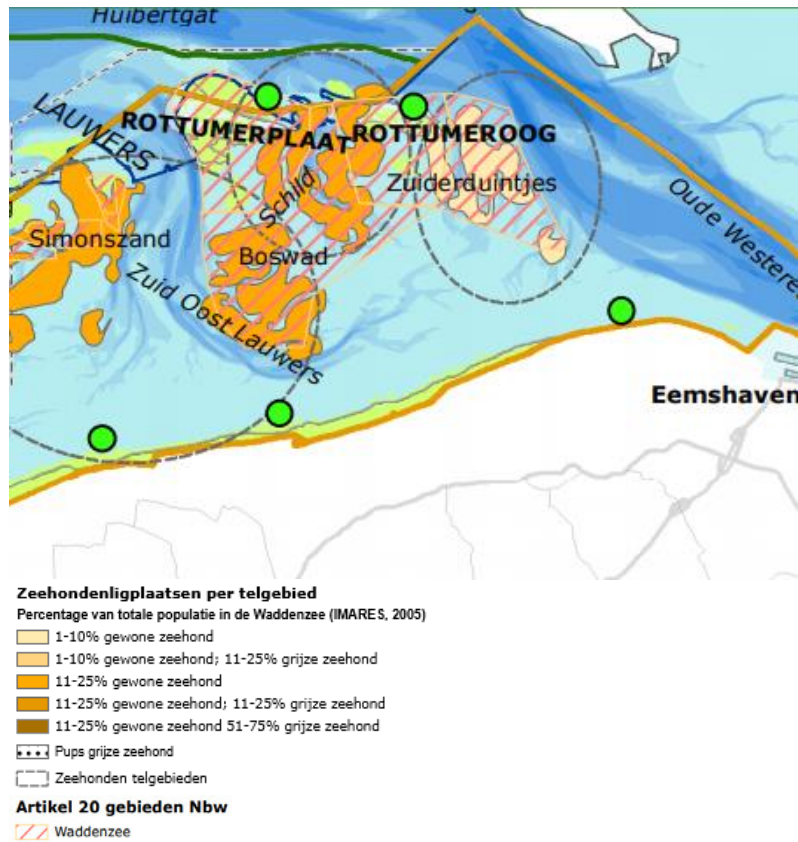 Huibertgat
LAUWERS
ROTTUMERPLAAT
ROTTUMEROOG
Schild
Zuiderduintjes
Simonszand
Boswad
Oude Westere
Zuid Oost Lauwers
Eemshaven
Zeehondenligplaatsen per telgebied
Percentage van totale populatie in de Waddenzee (IMARES, 2005)
1-10% gewone zeehond
1-10% gewone zeehond; 11-25% grijze zeehond
11-25% gewone zeehond
11-25% gewone zeehond; 11-25% grijze zeehond
11-25% gewone zeehond 51-75% grijze zeehond
Pups grijze zeehond
Zeehonden telgebieden
Artikel 20 gebieden Nbw
Waddenzee